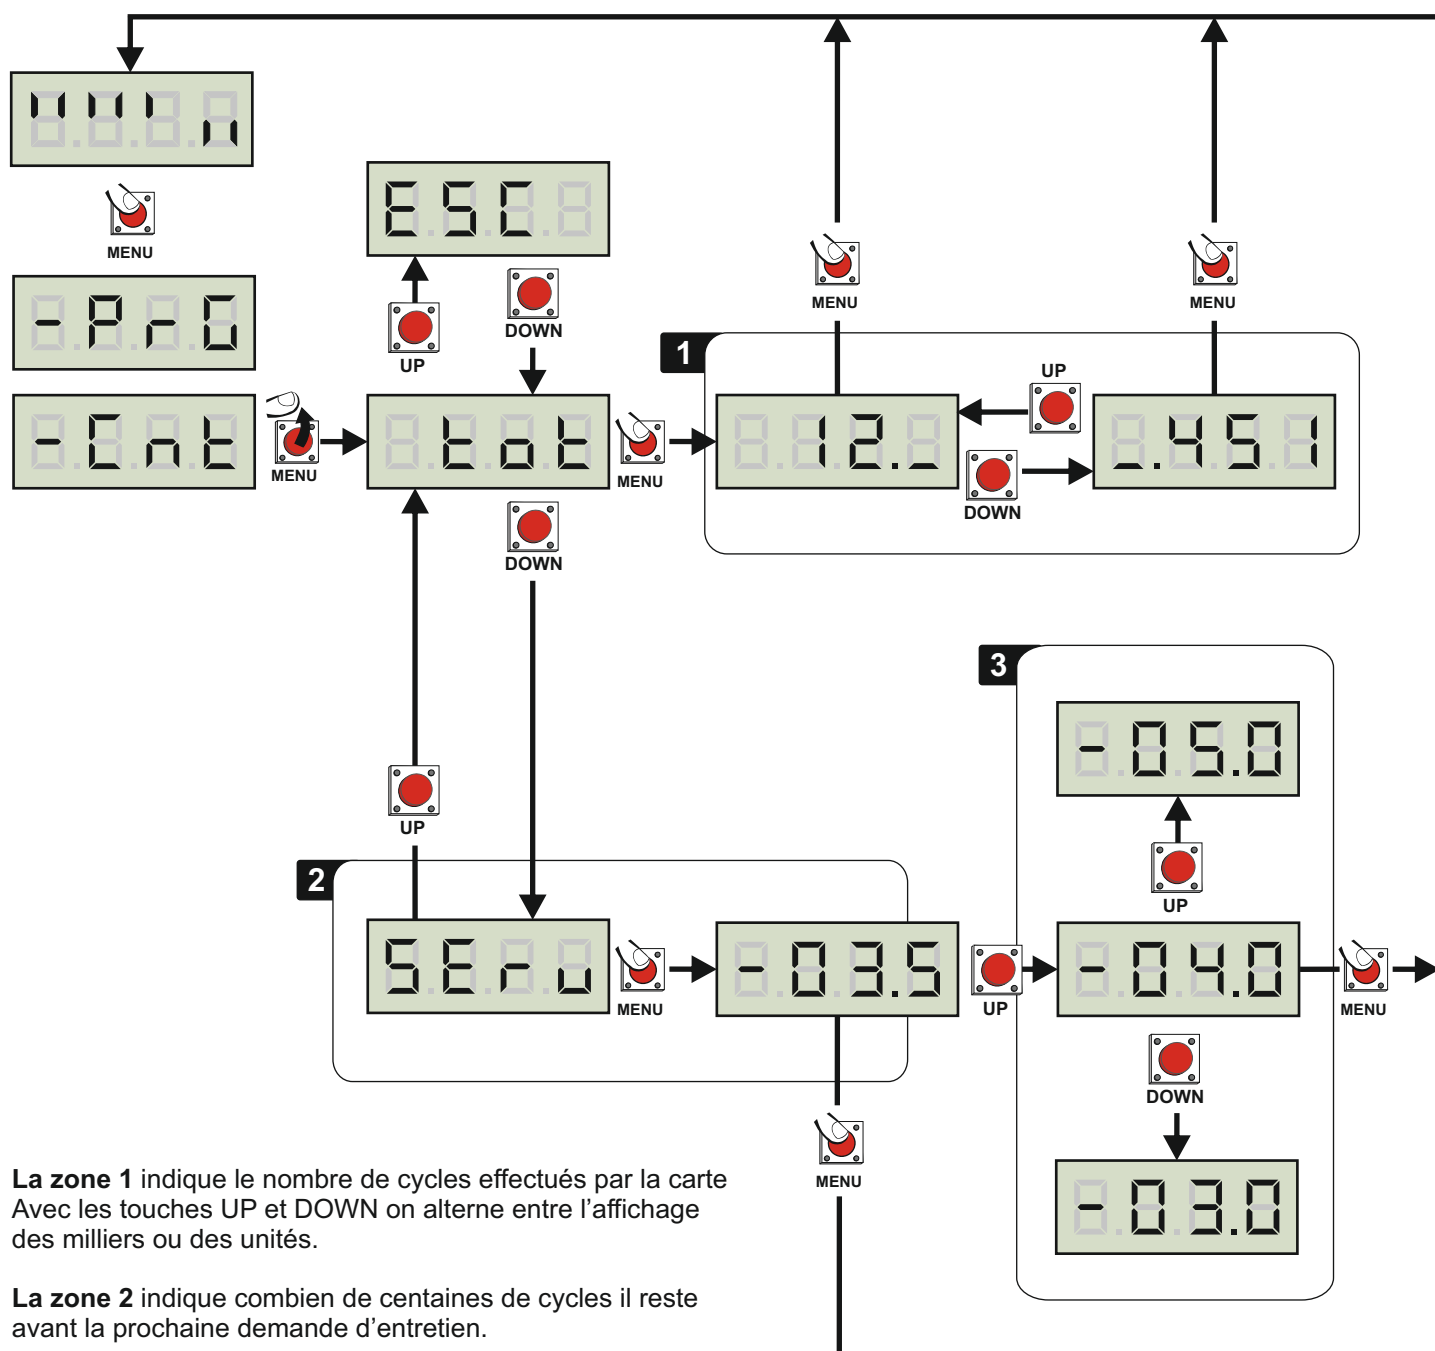 MENU
ESC
-PrG
DOWN
UP
1
MENU
MENU
UP
-Cnt
MENU
tot
MENU
12._
DOWN
_.451
DOWN
3
-05.0
UP
UP
2
SErv
MENU
-03.5
UP
-04.0
MENU
DOWN
MENU
-03.0
La zone 1 indique le nombre de cycles effectués par la carte
Avec les touches UP et DOWN on alterne entre l’affichage
des milliers ou des unités.
La zone 2 indique combien de centaines de cycles il reste
avant la prochaine demande d’entretien.